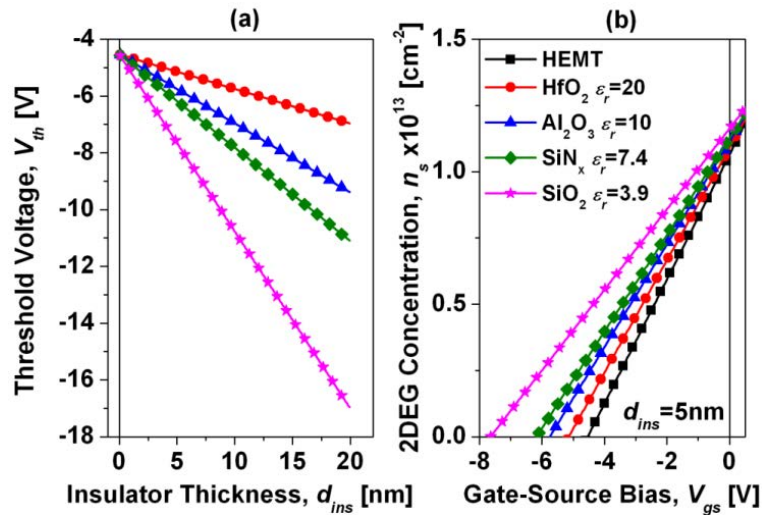 (a)
Threshold Voltage, V_th [V]
-4
-6
-8
-10
-12
-14
-16
-18
0 5 10 15 20
Insulator Thickness, d_ins [nm]
(b)
2DEG Concentration, n_s x10^13 [cm^-2]
1.5
1.0
0.5
0.0
HEMT
HfO₂ ε_r=20
Al₂O₃ ε_r=10
SiN_x ε_r=7.4
SiO₂ ε_r=3.9
d_ins=5nm
-8 -6 -4 -2 0
Gate-Source Bias, V_gs [V]